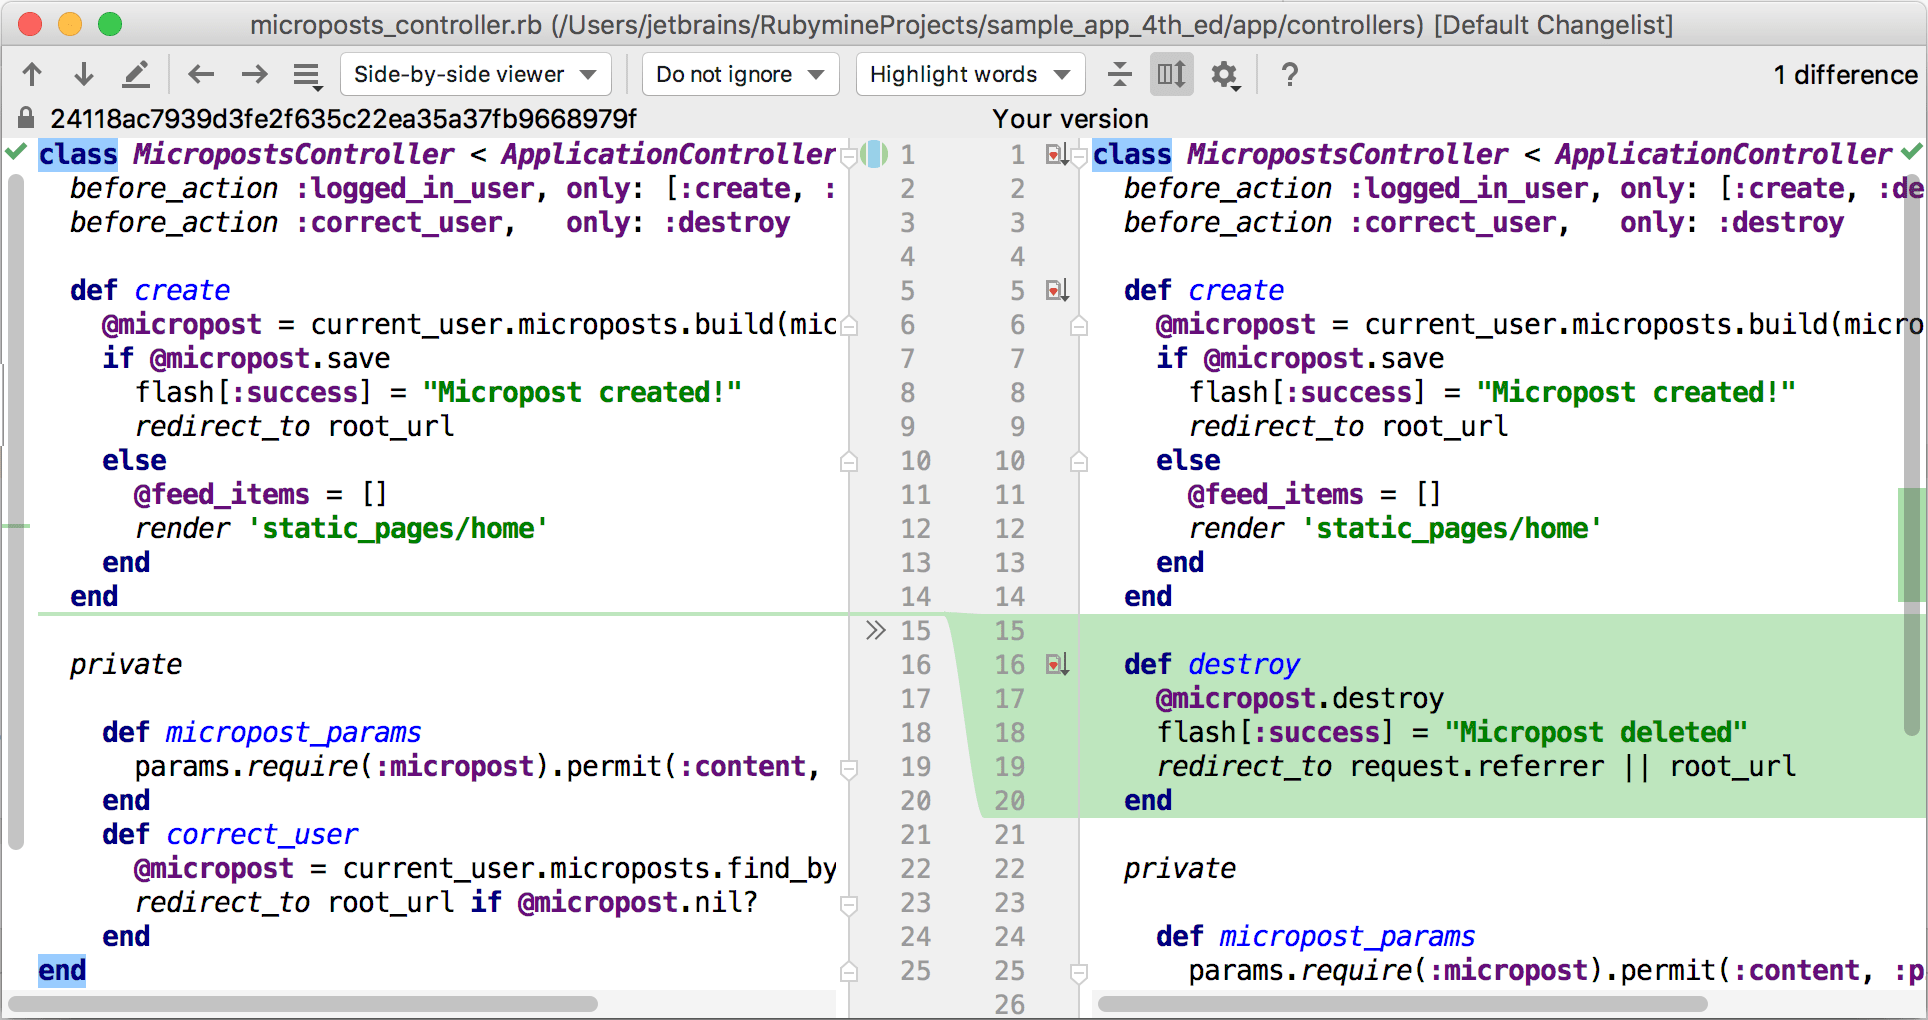 microposts_controller.rb (/Users/jetbrains/RubymineProjects/sample_app_4th_ed/app/controllers) [Default Changelist]
Side-by-side viewer Do not ignore Highlight words ? 1 difference
24118ac7939d3fe2f635c22ea35a37fb9668979f
class MicropostsController < ApplicationController
before_action :logged_in_user, only: [:create, :
before_action :correct_user,   only: :destroy
def create
@micropost = current_user.microposts.build(mic
if @micropost.save
flash[:success] = "Micropost created!"
redirect_to root_url
else
@feed_items = []
render 'static_pages/home'
end
end
private
def micropost_params
params.require(:micropost).permit(:content,
end
def correct_user
@micropost = current_user.microposts.find_by
redirect_to root_url if @micropost.nil?
end
end
1 1
2 2
3 3
4 4
5 5
6 6
7 7
8 8
9 9
10 10
11 11
12 12
13 13
14 14
15 15
16 16
17 17
18 18
19 19
20 20
21 21
22 22
23 23
24 24
25 25
26
Your version
class MicropostsController < ApplicationController
before_action :logged_in_user, only: [:create, :de
before_action :correct_user,   only: :destroy
def create
@micropost = current_user.microposts.build(micro
if @micropost.save
flash[:success] = "Micropost created!"
redirect_to root_url
else
@feed_items = []
render 'static_pages/home'
end
end
def destroy
@micropost.destroy
flash[:success] = "Micropost deleted"
redirect_to request.referrer || root_url
end
private
def micropost_params
params.require(:micropost).permit(:content, :p